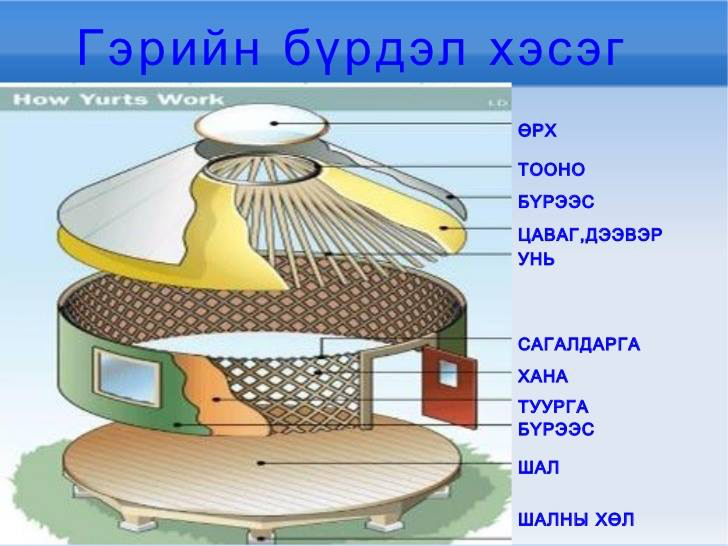 Гэрийн бүрдэл хэсэг
How Yurts Work
LD
ӨРХ
ТООНО
БҮРЭЭС
ЦАВАГ,ДЭЭВЭР
УНЬ
САГАЛДАРГА
ХАНА
ТУУРГА
БҮРЭЭС
ШАЛ
ШАЛНЫ ХӨЛ